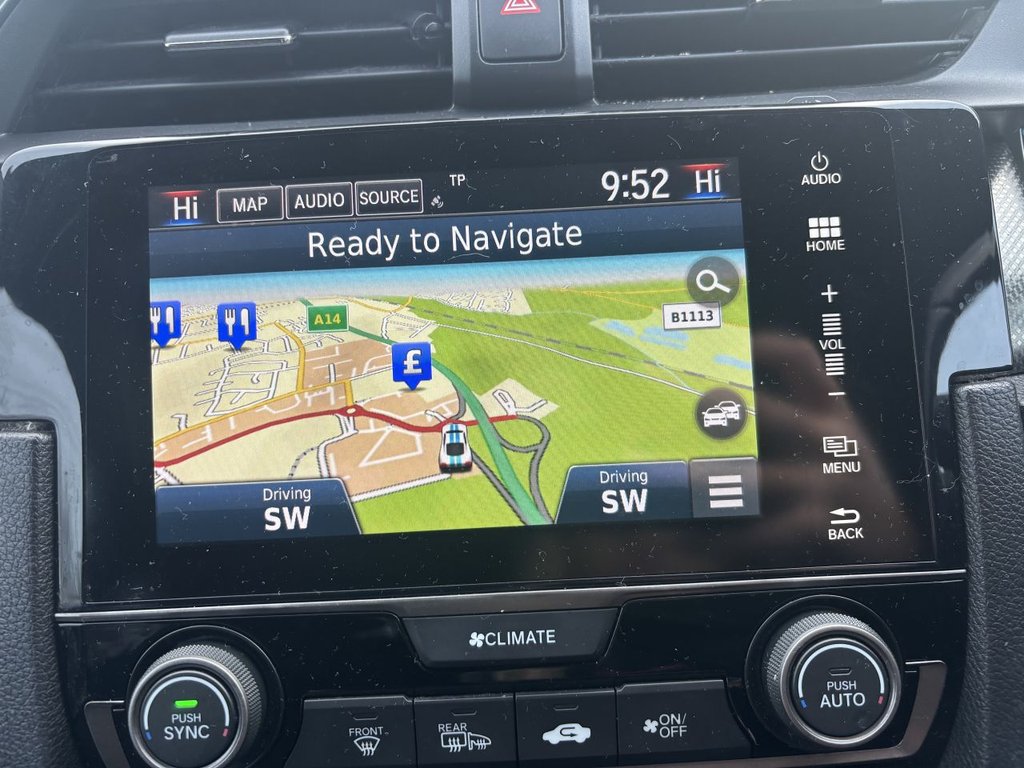 Hi
MAP
AUDIO
SOURCE
TP
9:52
Hi
Ready to Navigate
A14
£
B1113
Driving
SW
Driving
SW
AUDIO
HOME
+
VOL
-
MENU
BACK
CLIMATE
PUSH
SYNC
FRONT
REAR
ON/
OFF
PUSH
AUTO